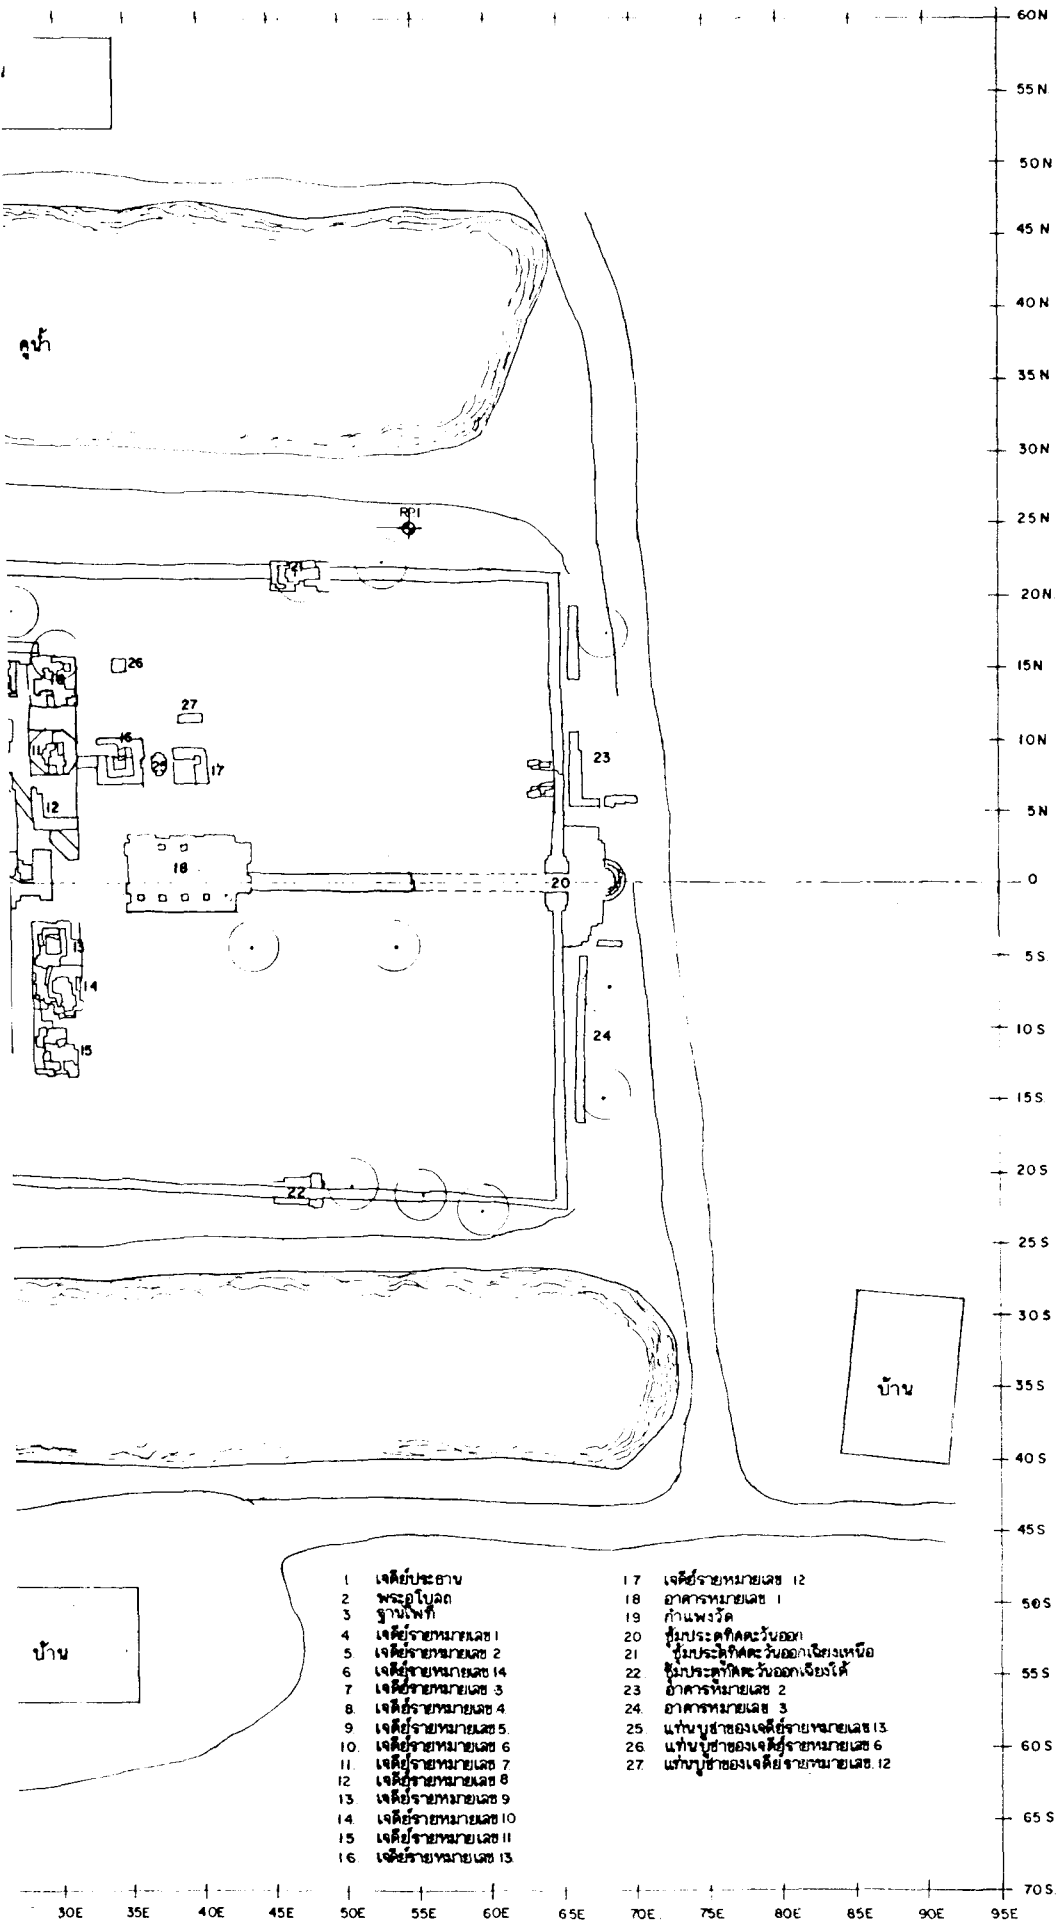 60N
55N
50N
45N
40N
คูน้ำ
35N
30N
RP1
25N
21
20N
26
15N
27
16
10N
11
25
17
23
12
5N
18
20
0
13
5S
14
24
10S
15
15S
22
20S
25S
30S
บ้าน
35S
40S
45S
50S
บ้าน
55S
60S
65S
70S
1 เจดีย์ประธาน
2 พระอุโบสถ
3 ฐานโพธิ์
4 เจดีย์รายหมายเลข 1
5. เจดีย์รายหมายเลข 2
6 เจดีย์รายหมายเลข 14
7 เจดีย์รายหมายเลข 3
8. เจดีย์รายหมายเลข 4
9 เจดีย์รายหมายเลข 5.
10. เจดีย์รายหมายเลข 6
11. เจดีย์รายหมายเลข 7
12 เจดีย์รายหมายเลข 8
13. เจดีย์รายหมายเลข 9
14. เจดีย์รายหมายเลข 10
15 เจดีย์รายหมายเลข 11
16. เจดีย์รายหมายเลข 13
17 เจดีย์รายหมายเลข 12
18 อาคารหมายเลข 1
19 กำแพงวัด
20 ซุ้มประตูทิศตะวันออก
21 ซุ้มประตูทิศตะวันออกเฉียงเหนือ
22 ซุ้มประตูทิศตะวันออกเฉียงใต้
23 อาคารหมายเลข 2
24. อาคารหมายเลข 3
25. แท่นบูชาของเจดีย์รายหมายเลข 13
26. แท่นบูชาของเจดีย์รายหมายเลข 6
27. แท่นบูชาของเจดีย์รายหมายเลข 12
30E 35E 40E 45E 50E 55E 60E 65E 70E 75E 80E 85E 90E 95E